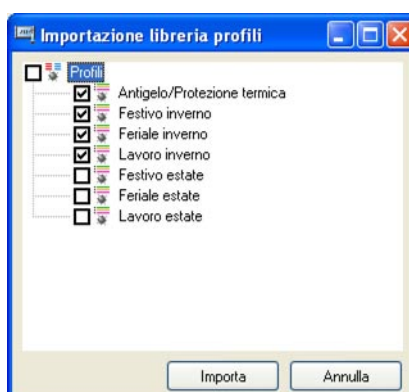 Importazione libreria profili
Profili
Antigelo/Protezione termica
Festivo inverno
Feriale inverno
Lavoro inverno
Festivo estate
Feriale estate
Lavoro estate
Importa Annulla